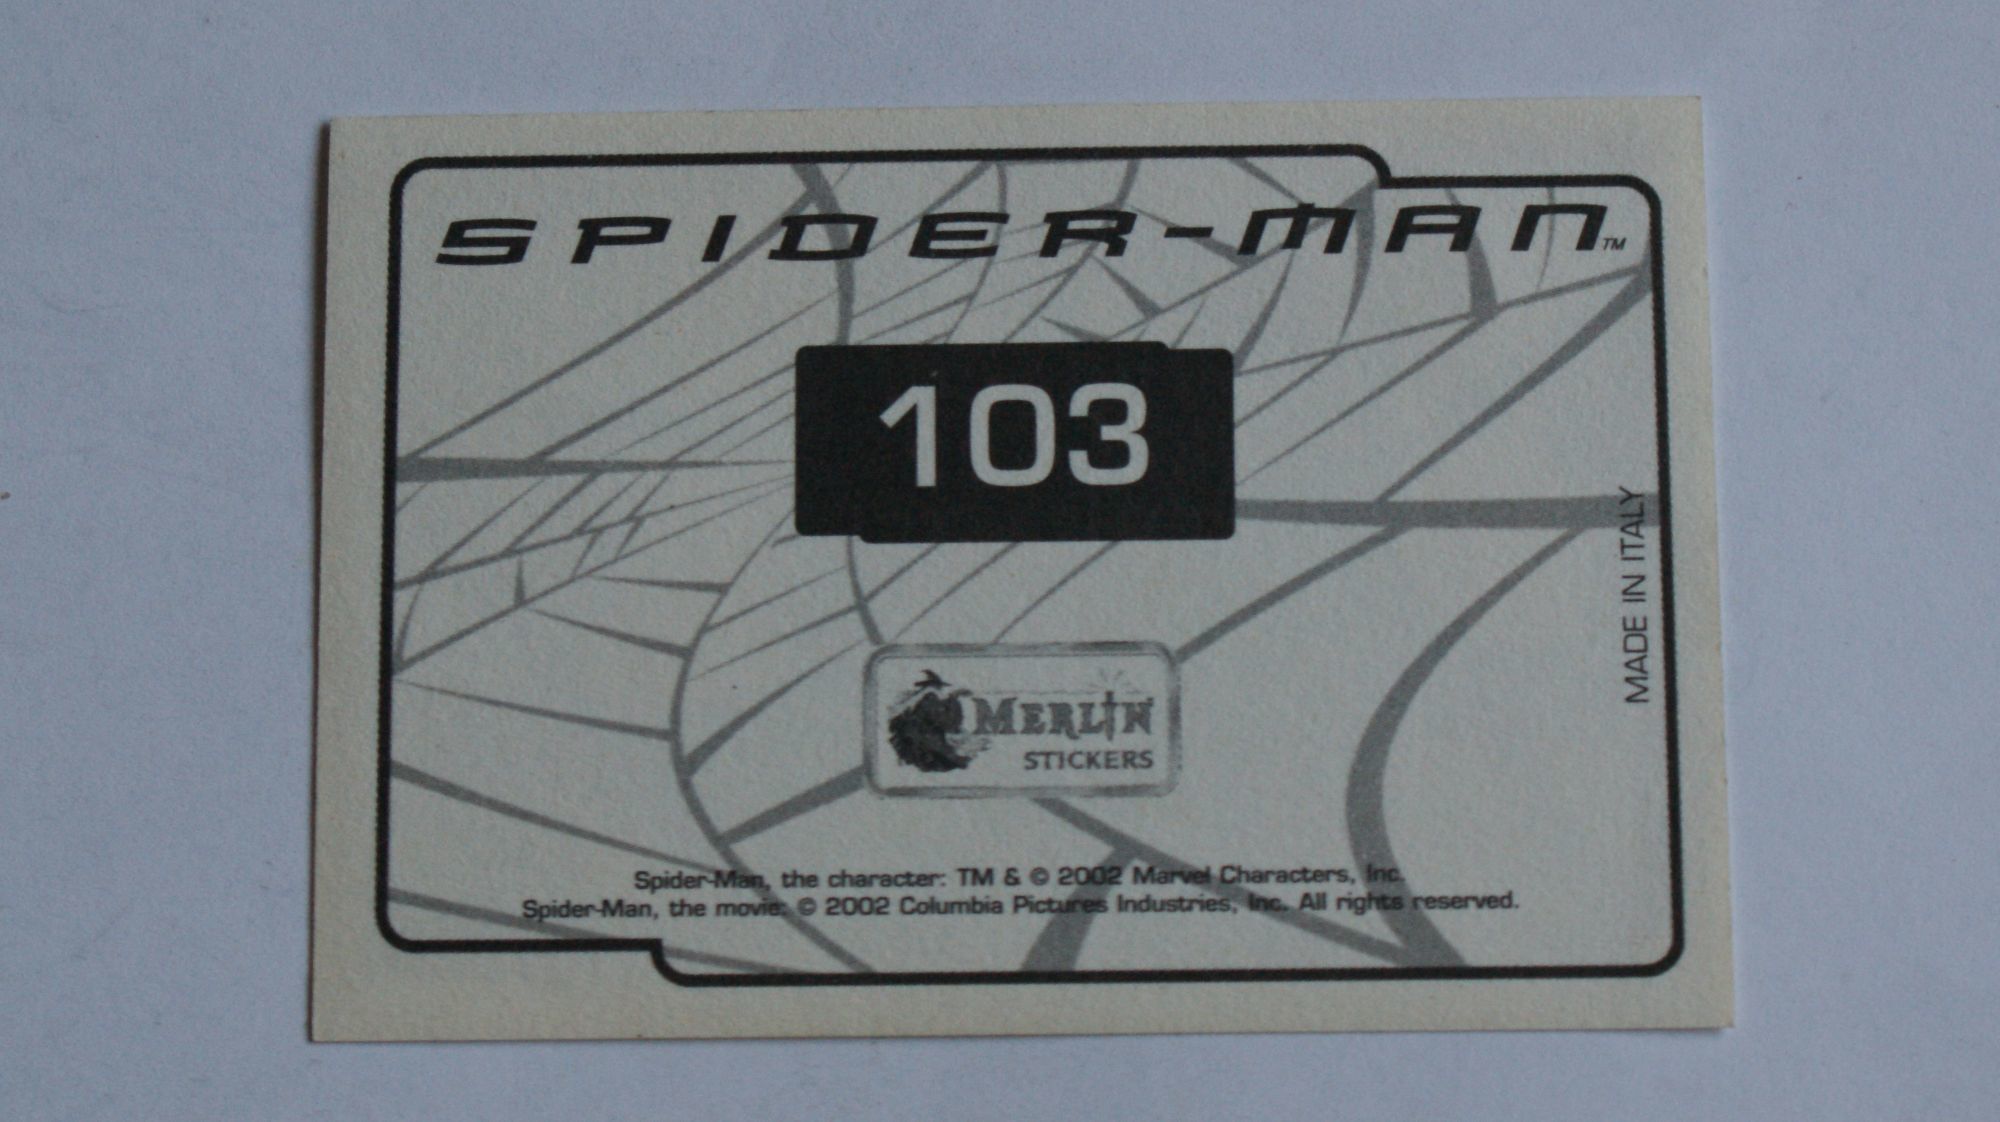 SPIDER-MAN™
103
MADE IN ITALY
MERLIN
STICKERS
Spider-Man, the character: TM & © 2002 Marvel Characters, Inc.
Spider-Man, the movie: © 2002 Columbia Pictures Industries, Inc. All rights reserved.